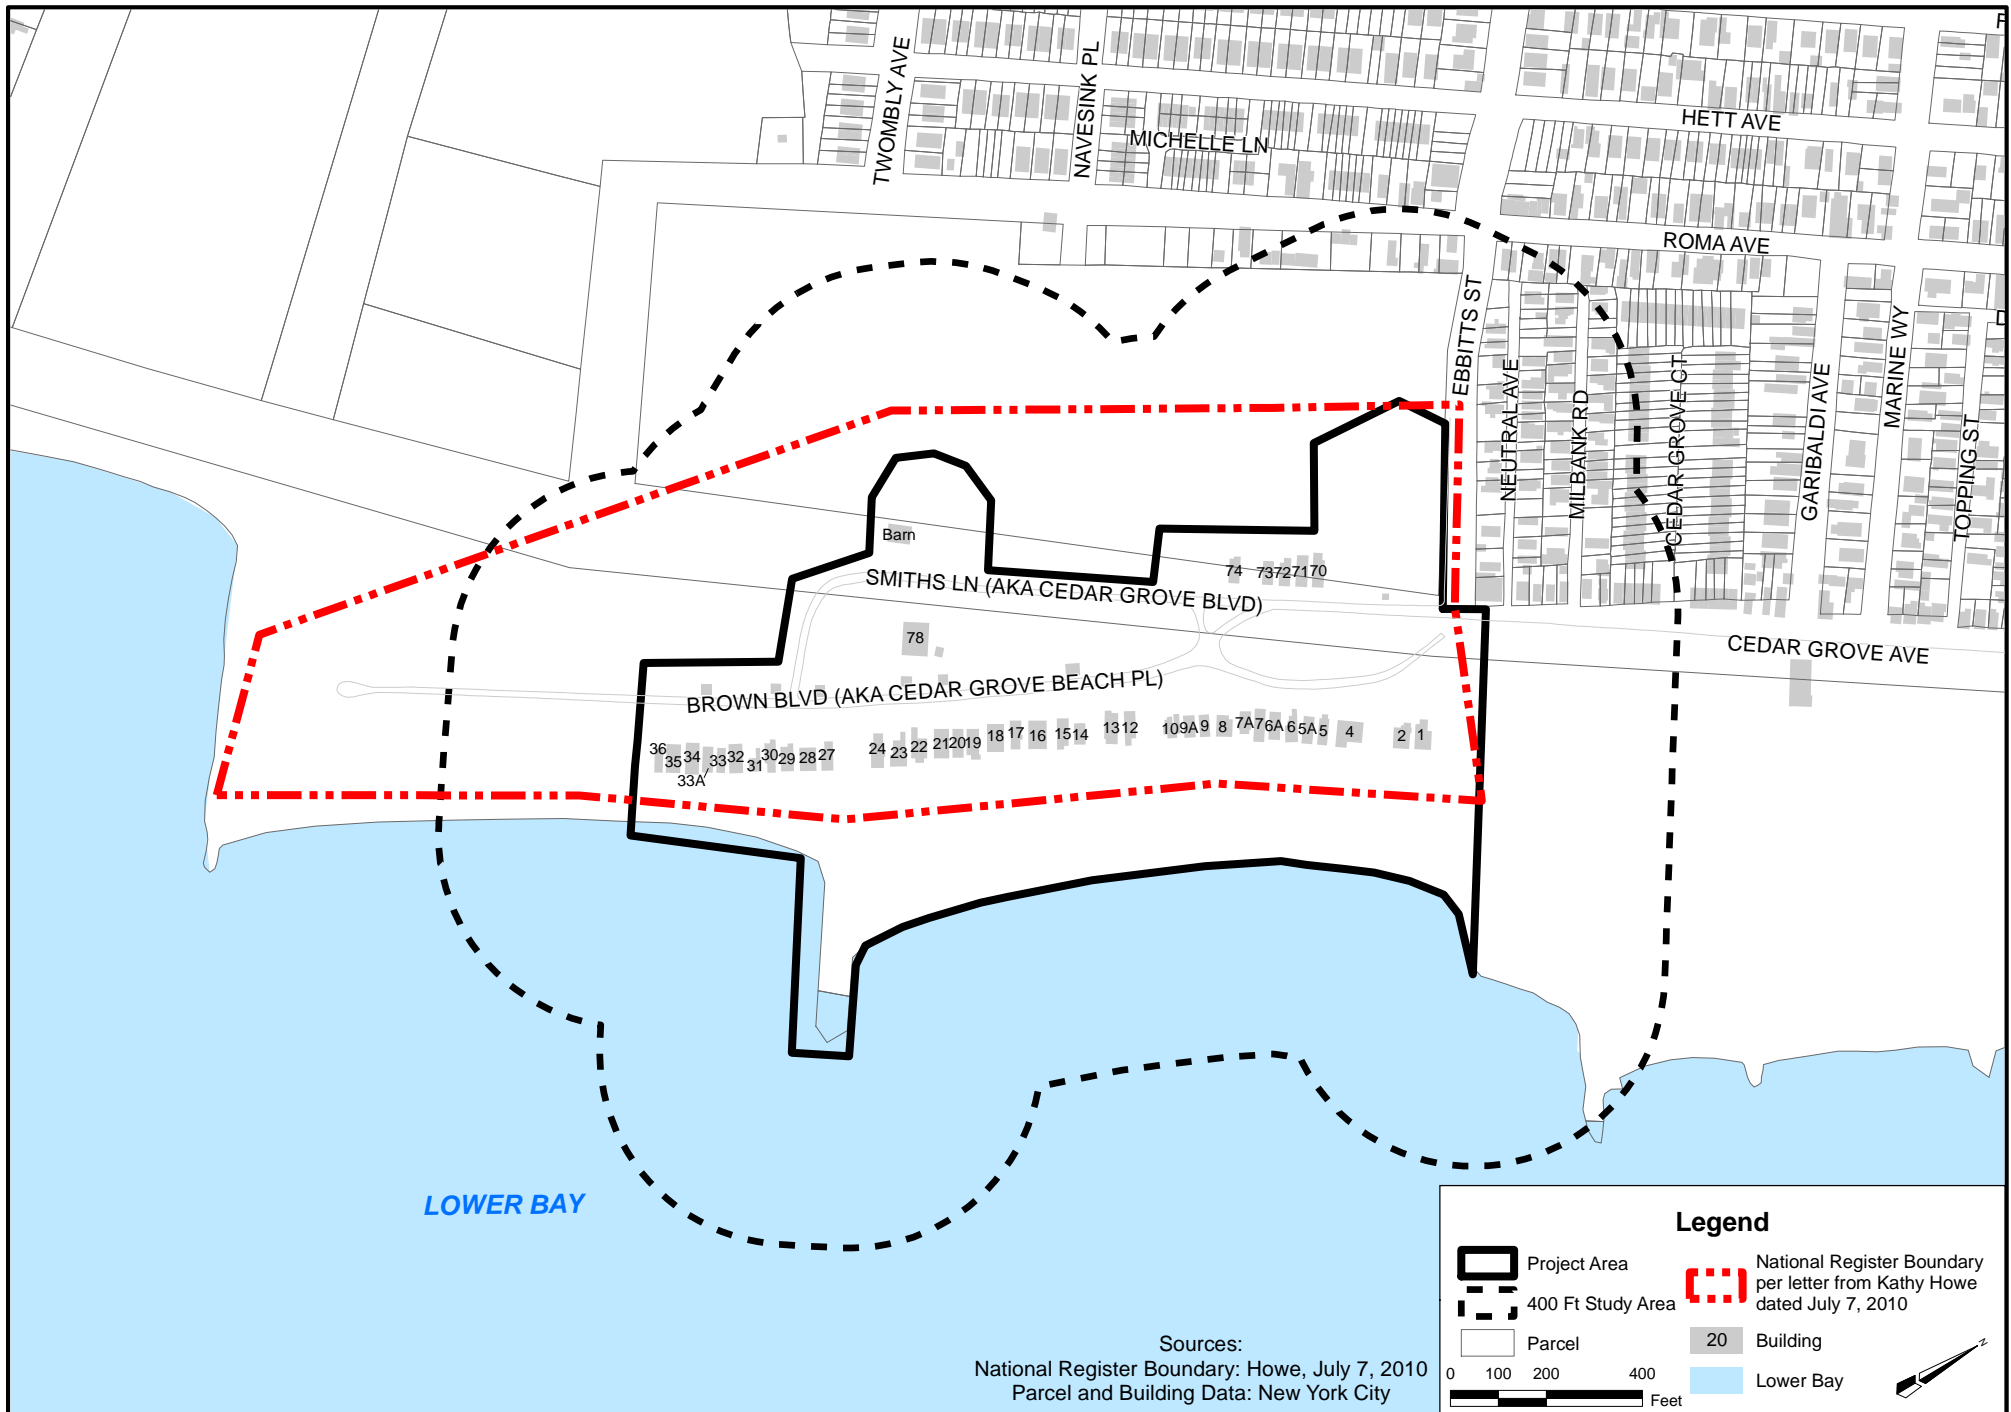 TWOMBLY AVE
NAVESINK PL
MICHELLE LN
HETT AVE
ROMA AVE
EBBITTS ST
NEUTRAL AVE
MILBANK RD
CEDAR GROVE CT
GARIBALDI AVE
MARINE WY
TOPPING ST
Barn
SMITHS LN (AKA CEDAR GROVE BLVD)
74 73 72 71 70
78
CEDAR GROVE AVE
BROWN BLVD (AKA CEDAR GROVE BEACH PL)
36 35 34 33A 33 32 31 30 29 28 27 24 23 22 21 20 19 18 17 16 15 14 13 12 10 9A 9 8 7A 7 6A 6 5A 5 4 2 1
LOWER BAY
Sources:
National Register Boundary: Howe, July 7, 2010
Parcel and Building Data: New York City
Legend
Project Area
400 Ft Study Area
Parcel
0 100 200 400
Feet
National Register Boundary
per letter from Kathy Howe
dated July 7, 2010
20 Building
Lower Bay
N